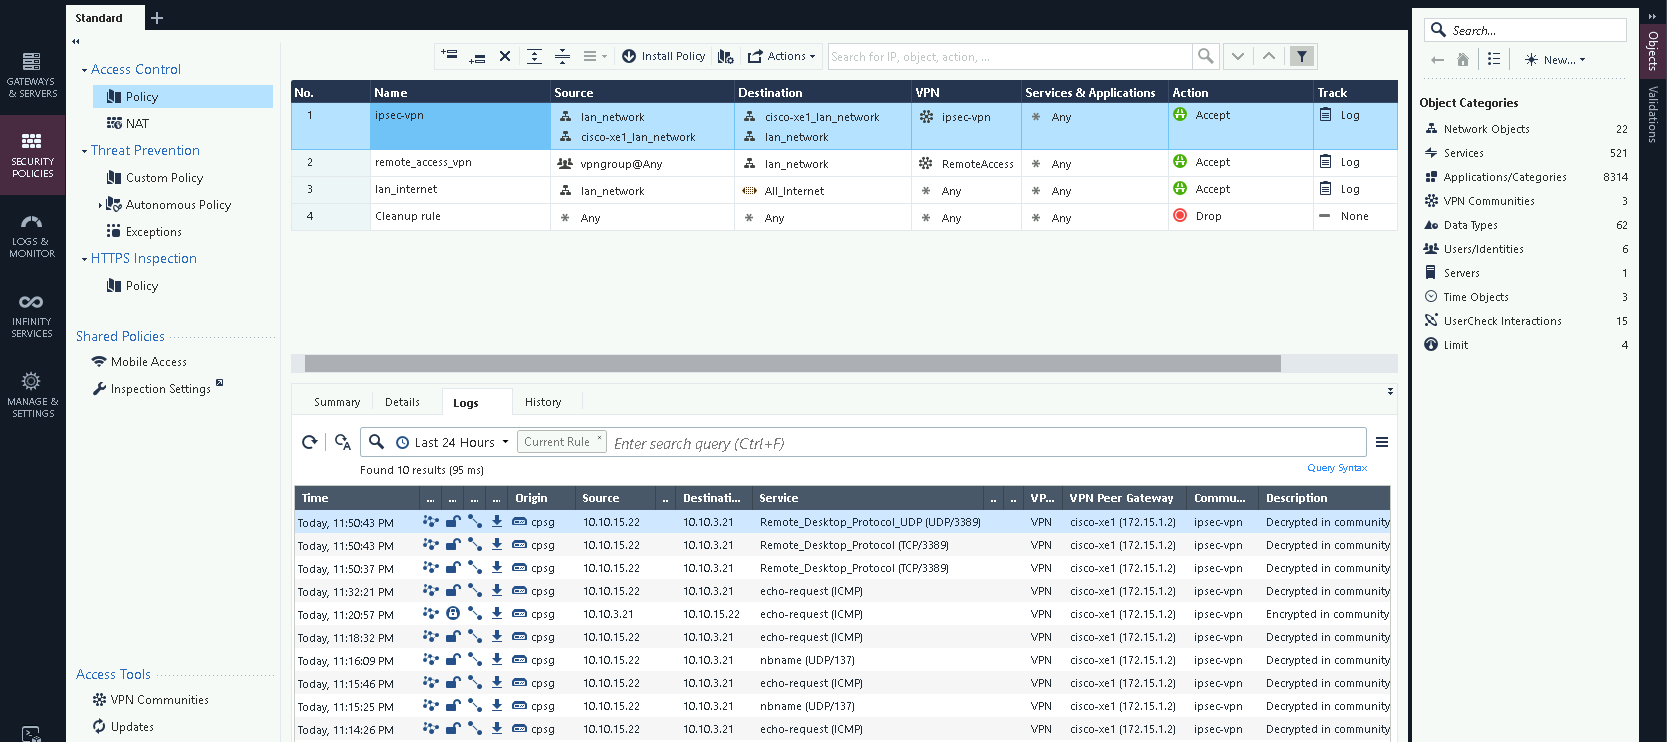 Standard
GATEWAYS
& SERVERS
SECURITY
POLICIES
LOGS &
MONITOR
INFINITY
SERVICES
MANAGE &
SETTINGS
Access Control
Policy
NAT
Threat Prevention
Custom Policy
Autonomous Policy
Exceptions
HTTPS Inspection
Policy
Shared Policies
Mobile Access
Inspection Settings
Access Tools
VPN Communities
Updates
Install Policy
Actions
Search for IP, object, action, ...
No. Name Source Destination VPN Services & Applications Action Track
1 ipsec-vpn lan_network cisco-xe1_lan_network ipsec-vpn Any Accept Log
cisco-xe1_lan_network lan_network
2 remote_access_vpn vpngroup@Any lan_network RemoteAccess Any Accept Log
3 lan_internet lan_network All_Internet Any Any Accept Log
4 Cleanup rule Any Any Any Any Drop None
Summary Details Logs History
Last 24 Hours Current Rule × Enter search query (Ctrl+F)
Found 10 results (95 ms) Query Syntax
Time ... ... ... ... Origin Source .. Destinati... Service .. .. VP... VPN Peer Gateway Commu... Description
Today, 11:50:43 PM cpsg 10.10.15.22 10.10.3.21 Remote_Desktop_Protocol_UDP (UDP/3389) VPN cisco-xe1 (172.15.1.2) ipsec-vpn Decrypted in community
Today, 11:50:43 PM cpsg 10.10.15.22 10.10.3.21 Remote_Desktop_Protocol (TCP/3389) VPN cisco-xe1 (172.15.1.2) ipsec-vpn Decrypted in community
Today, 11:50:37 PM cpsg 10.10.15.22 10.10.3.21 Remote_Desktop_Protocol (TCP/3389) VPN cisco-xe1 (172.15.1.2) ipsec-vpn Decrypted in community
Today, 11:32:21 PM cpsg 10.10.15.22 10.10.3.21 echo-request (ICMP) VPN cisco-xe1 (172.15.1.2) ipsec-vpn Decrypted in community
Today, 11:20:57 PM cpsg 10.10.3.21 10.10.15.22 echo-request (ICMP) VPN cisco-xe1 (172.15.1.2) ipsec-vpn Encrypted in community
Today, 11:18:32 PM cpsg 10.10.15.22 10.10.3.21 echo-request (ICMP) VPN cisco-xe1 (172.15.1.2) ipsec-vpn Decrypted in community
Today, 11:16:09 PM cpsg 10.10.15.22 10.10.3.21 nbname (UDP/137) VPN cisco-xe1 (172.15.1.2) ipsec-vpn Decrypted in community
Today, 11:15:46 PM cpsg 10.10.15.22 10.10.3.21 echo-request (ICMP) VPN cisco-xe1 (172.15.1.2) ipsec-vpn Decrypted in community
Today, 11:15:25 PM cpsg 10.10.15.22 10.10.3.21 nbname (UDP/137) VPN cisco-xe1 (172.15.1.2) ipsec-vpn Decrypted in community
Today, 11:14:26 PM cpsg 10.10.15.22 10.10.3.21 echo-request (ICMP) VPN cisco-xe1 (172.15.1.2) ipsec-vpn Decrypted in community
Search...
New...
Object Categories
Network Objects 22
Services 521
Applications/Categories 8314
VPN Communities 3
Data Types 62
Users/Identities 6
Servers 1
Time Objects 3
UserCheck Interactions 15
Limit 4
Objects
Validations